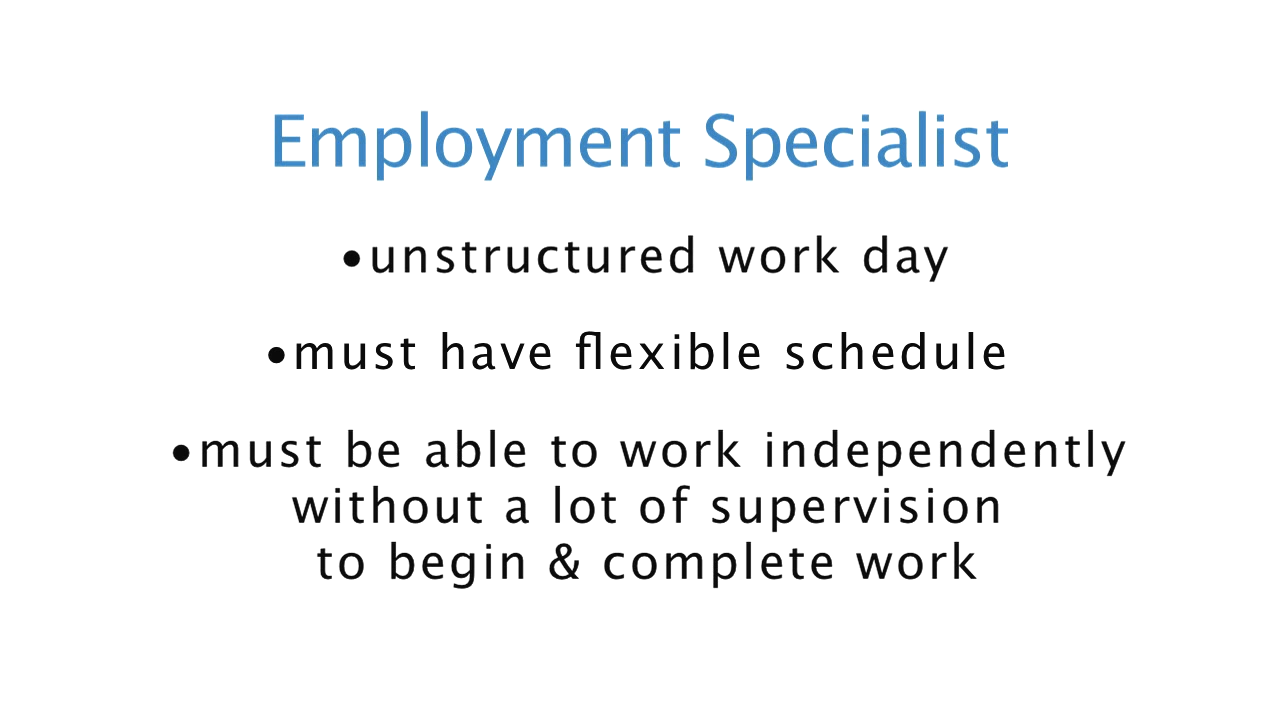 Employment Specialist
•unstructured work day
•must have flexible schedule
•must be able to work independently
without a lot of supervision
to begin & complete work